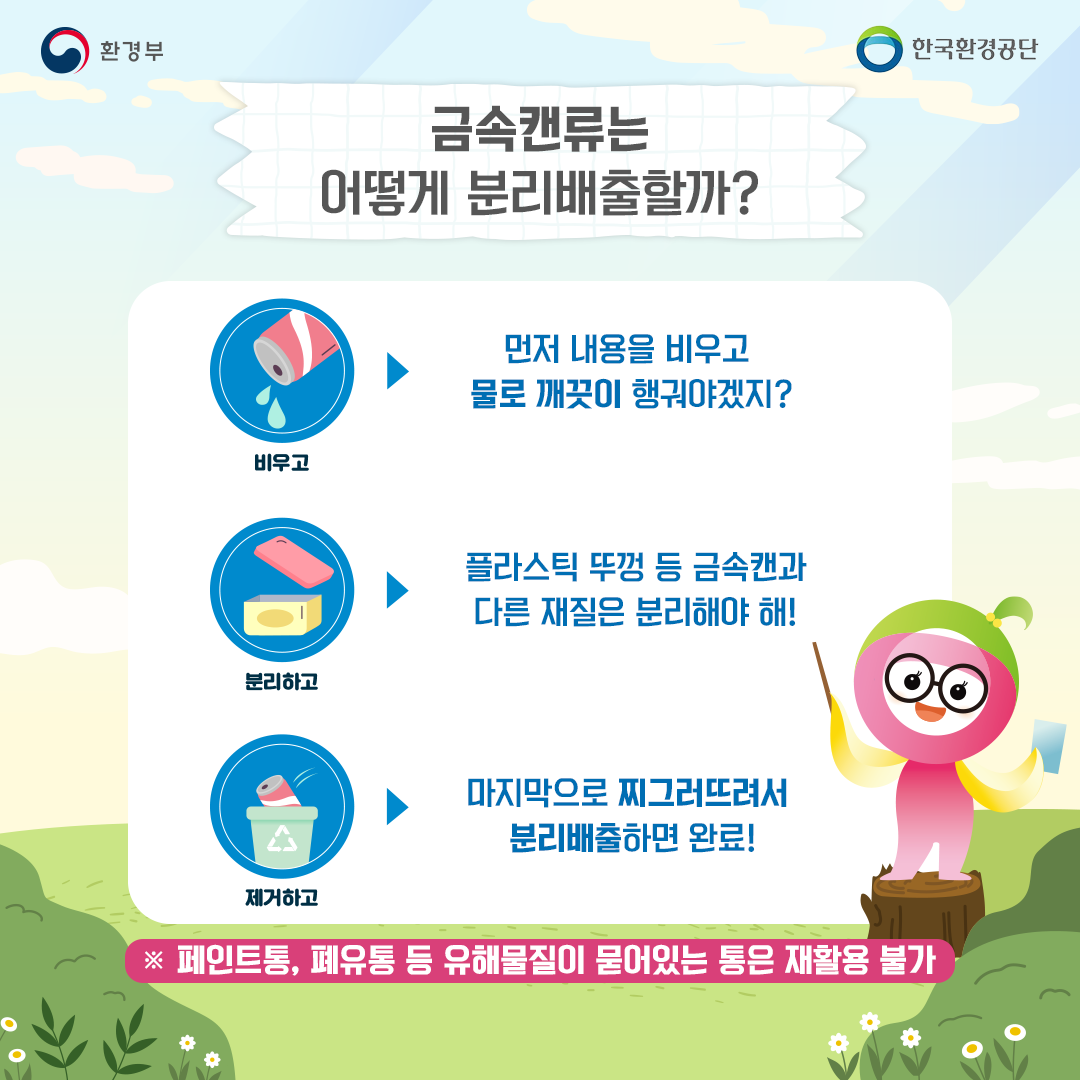 환경부
한국환경공단
금속캔류는
어떻게 분리배출할까?
먼저 내용을 비우고
물로 깨끗이 헹궈야겠지?
비우고
플라스틱 뚜껑 등 금속캔과
다른 재질은 분리해야 해!
분리하고
마지막으로 찌그러뜨려서
분리배출하면 완료!
제거하고
※ 페인트통, 폐유통 등 유해물질이 묻어있는 통은 재활용 불가